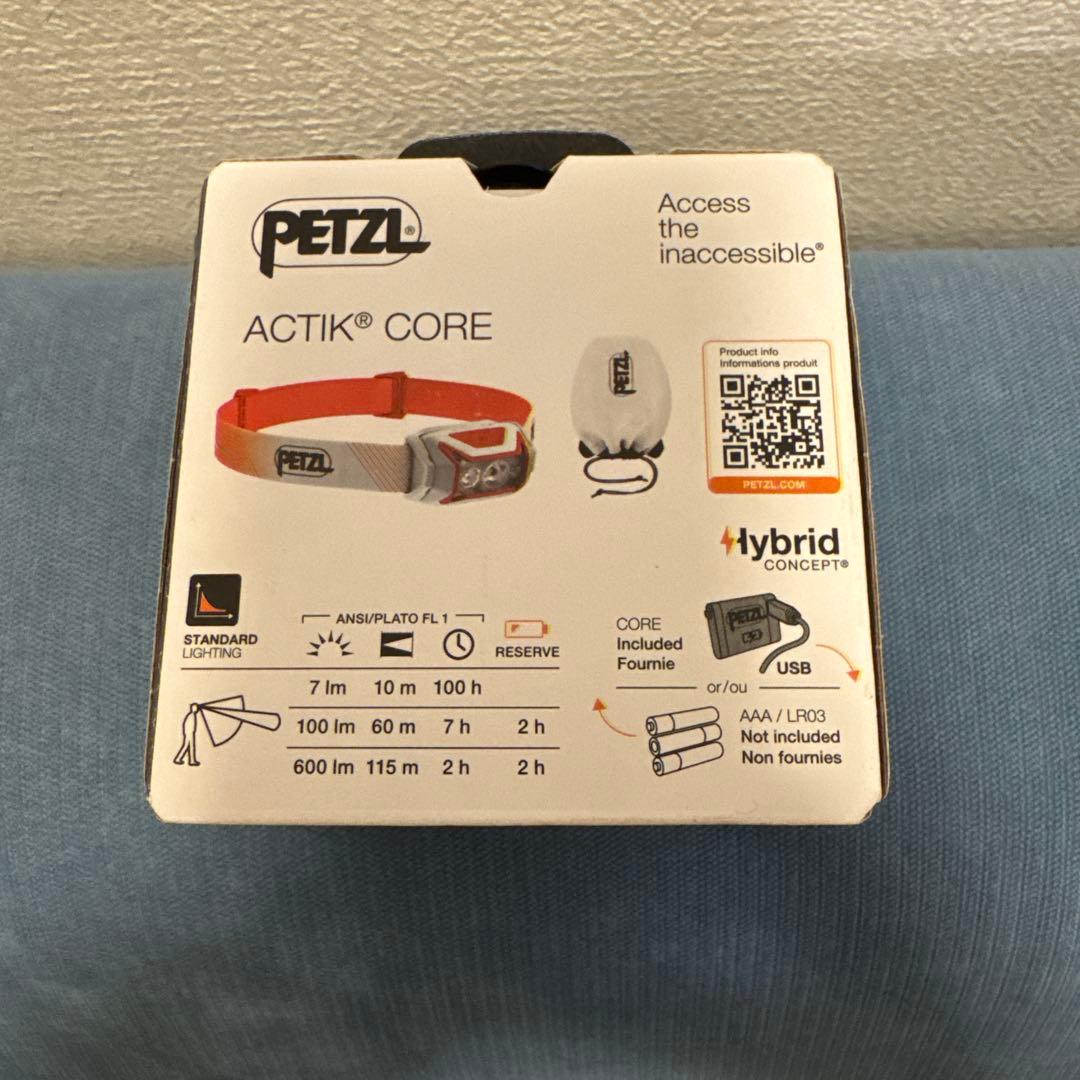 PETZL®
Access
the
inaccessible®
ACTIK® CORE
PETZL
PETZL
Product info
Informations produit
PETZL.COM
Hybrid
CONCEPT®
STANDARD
LIGHTING
ANSI/PLATO FL 1
RESERVE
7 lm 10 m 100 h
100 lm 60 m 7 h 2 h
600 lm 115 m 2 h 2 h
CORE
Included
Fournie
PETZL
USB
or/ou
AAA / LR03
Not included
Non fournies